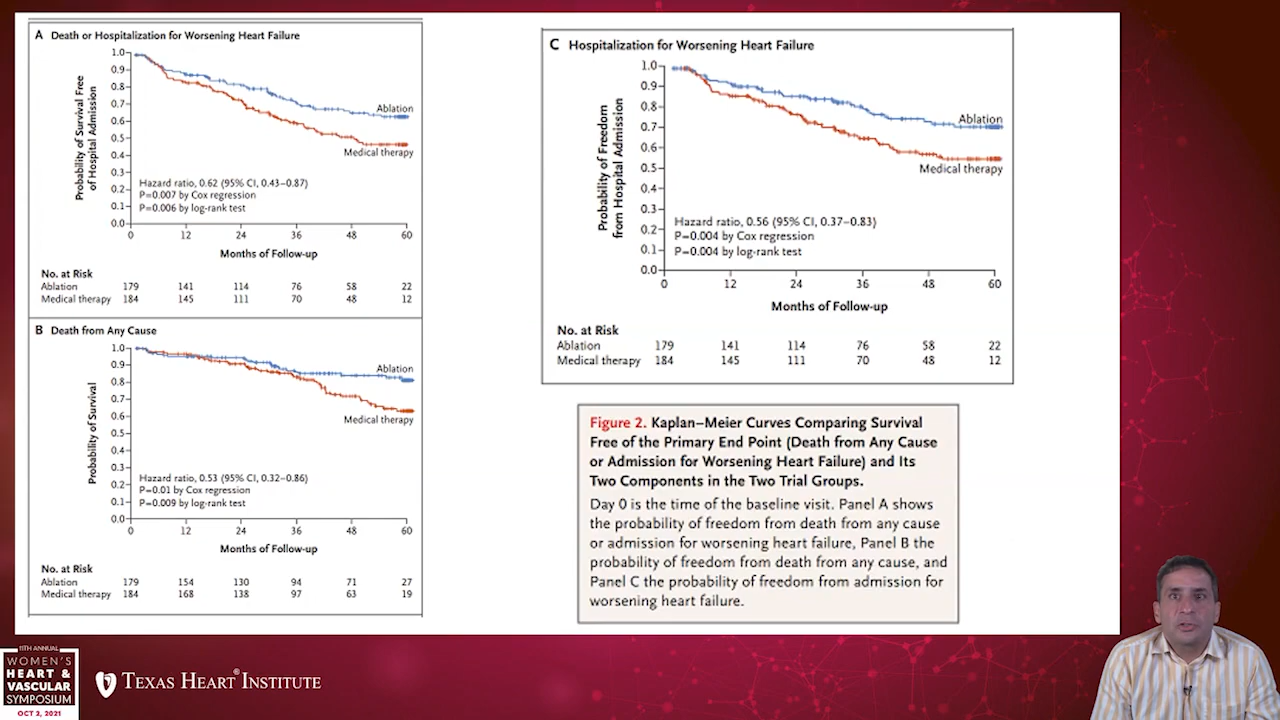 A Death or Hospitalization for Worsening Heart Failure
Probability of Survival Free
of Hospital Admission
1.0
0.9
0.8
0.7
0.6
0.5
0.4
0.3
0.2
0.1
0.0
Ablation
Medical therapy
Hazard ratio, 0.62 (95% CI, 0.43–0.87)
P=0.007 by Cox regression
P=0.006 by log-rank test
0 12 24 36 48 60
Months of Follow-up
No. at Risk
Ablation 179 141 114 76 58 22
Medical therapy 184 145 111 70 48 12
B Death from Any Cause
Probability of Survival
1.0
0.9
0.8
0.7
0.6
0.5
0.4
0.3
0.2
0.1
0.0
Ablation
Medical therapy
Hazard ratio, 0.53 (95% CI, 0.32–0.86)
P=0.01 by Cox regression
P=0.009 by log-rank test
0 12 24 36 48 60
Months of Follow-up
No. at Risk
Ablation 179 154 130 94 71 27
Medical therapy 184 168 138 97 63 19
C Hospitalization for Worsening Heart Failure
Probability of Freedom
from Hospital Admission
1.0
0.9
0.8
0.7
0.6
0.5
0.4
0.3
0.2
0.1
0.0
Ablation
Medical therapy
Hazard ratio, 0.56 (95% CI, 0.37–0.83)
P=0.004 by Cox regression
P=0.004 by log-rank test
0 12 24 36 48 60
Months of Follow-up
No. at Risk
Ablation 179 141 114 76 58 22
Medical therapy 184 145 111 70 48 12
Figure 2. Kaplan–Meier Curves Comparing Survival
Free of the Primary End Point (Death from Any Cause
or Admission for Worsening Heart Failure) and Its
Two Components in the Two Trial Groups.
Day 0 is the time of the baseline visit. Panel A shows
the probability of freedom from death from any cause
or admission for worsening heart failure, Panel B the
probability of freedom from death from any cause, and
Panel C the probability of freedom from admission for
worsening heart failure.
11TH ANNUAL
WOMEN'S
HEART &
VASCULAR
SYMPOSIUM
OCT 2, 2021
TEXAS HEART® INSTITUTE